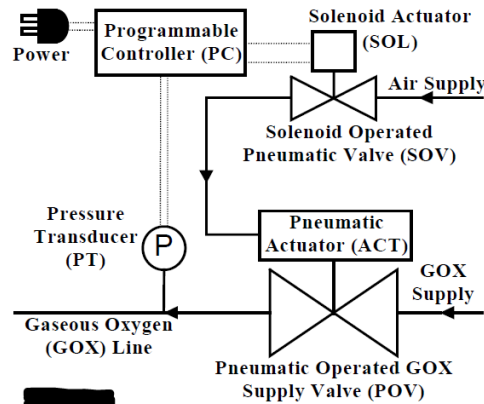 Power
Programmable
Controller (PC)
Solenoid Actuator
(SOL)
Air Supply
Solenoid Operated
Pneumatic Valve (SOV)
Pressure
Transducer
(PT)
P
Pneumatic
Actuator (ACT)
GOX
Supply
Gaseous Oxygen
(GOX) Line
Pneumatic Operated GOX
Supply Valve (POV)